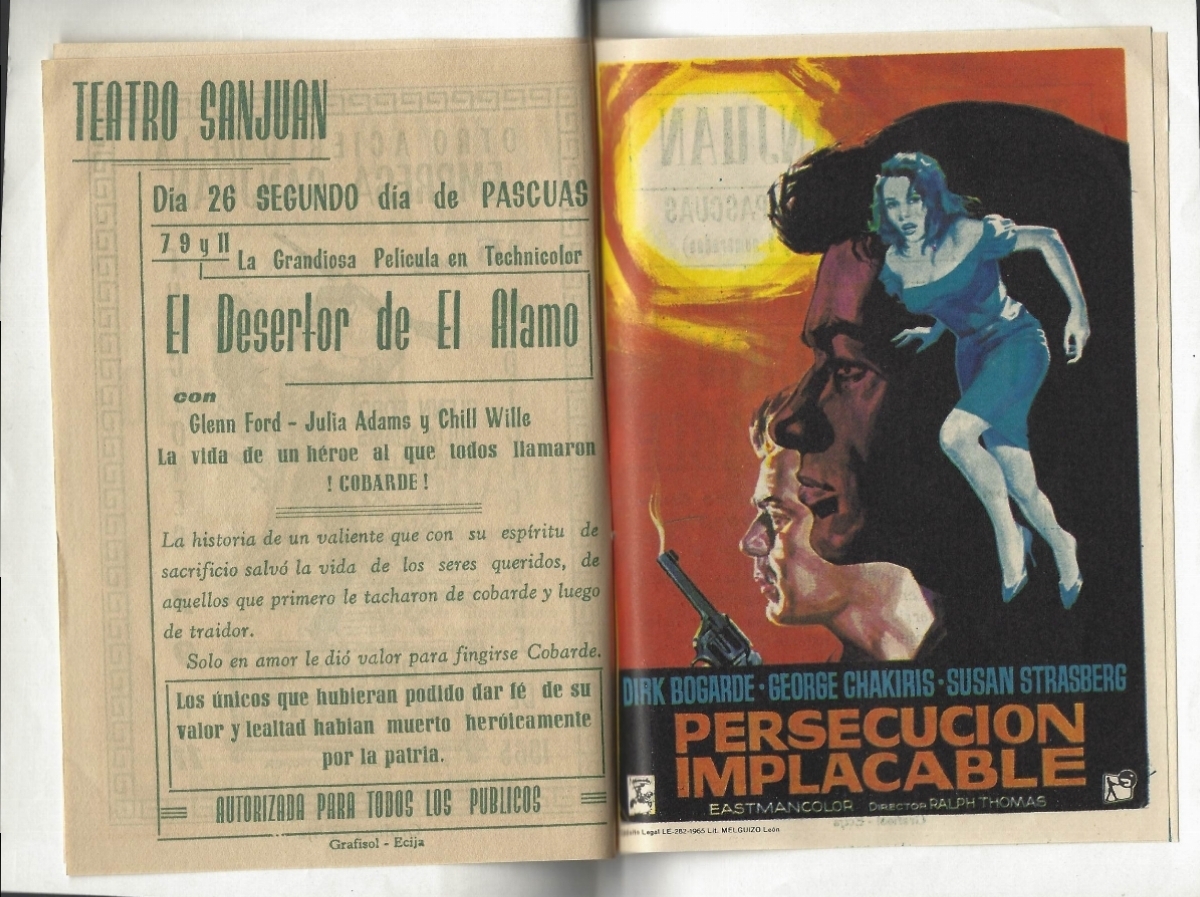 TEATRO SANJUAN
Dia 26 SEGUNDO día de PASCUAS
7 9 y 11
La Grandiosa Película en Technicolor
El Desertor de El Alamo
con
Glenn Ford - Julia Adams y Chill Wille
La vida de un héroe al que todos llamaron
! COBARDE !
La historia de un valiente que con su espíritu de
sacrificio salvó la vida de los seres queridos, de
aquellos que primero le tacharon de cobarde y luego
de traidor.
Solo en amor le dió valor para fingirse Cobarde.
Los únicos que hubieran podido dar fé de su
valor y lealtad habian muerto heróicamente
por la patria.
AUTORIZADA PARA TODOS LOS PUBLICOS
Grafisol - Ecija
DIRK BOGARDE · GEORGE CHAKIRIS · SUSAN STRASBERG
PERSECUCION
IMPLACABLE
EASTMANCOLOR DIRECTOR RALPH THOMAS
Legal LE-282-1965 Lit. MELGUIZO León